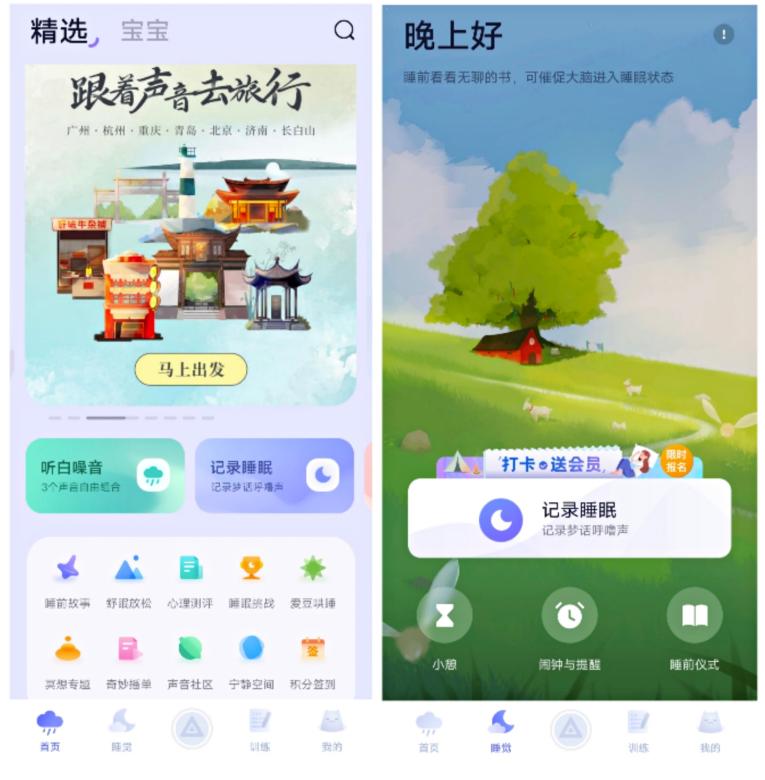 精选 宝宝
跟着声音去旅行
广州·杭州·重庆·青岛·北京·济南·长白山
好玩牛杂铺
马上出发
听白噪音
3个声音自由组合
记录睡眠
记录梦话呼噜声
睡前故事 舒眠放松 心理测评 睡眠挑战 爱豆哄睡
冥想专题 奇妙播单 声音社区 宁静空间 积分签到
签
首页 睡觉 训练 我的
晚上好
睡前看看无聊的书，可催促大脑进入睡眠状态
打卡送会员
限时
报名
记录睡眠
记录梦话呼噜声
小憩 闹钟与提醒 睡前仪式
首页 睡觉 训练 我的